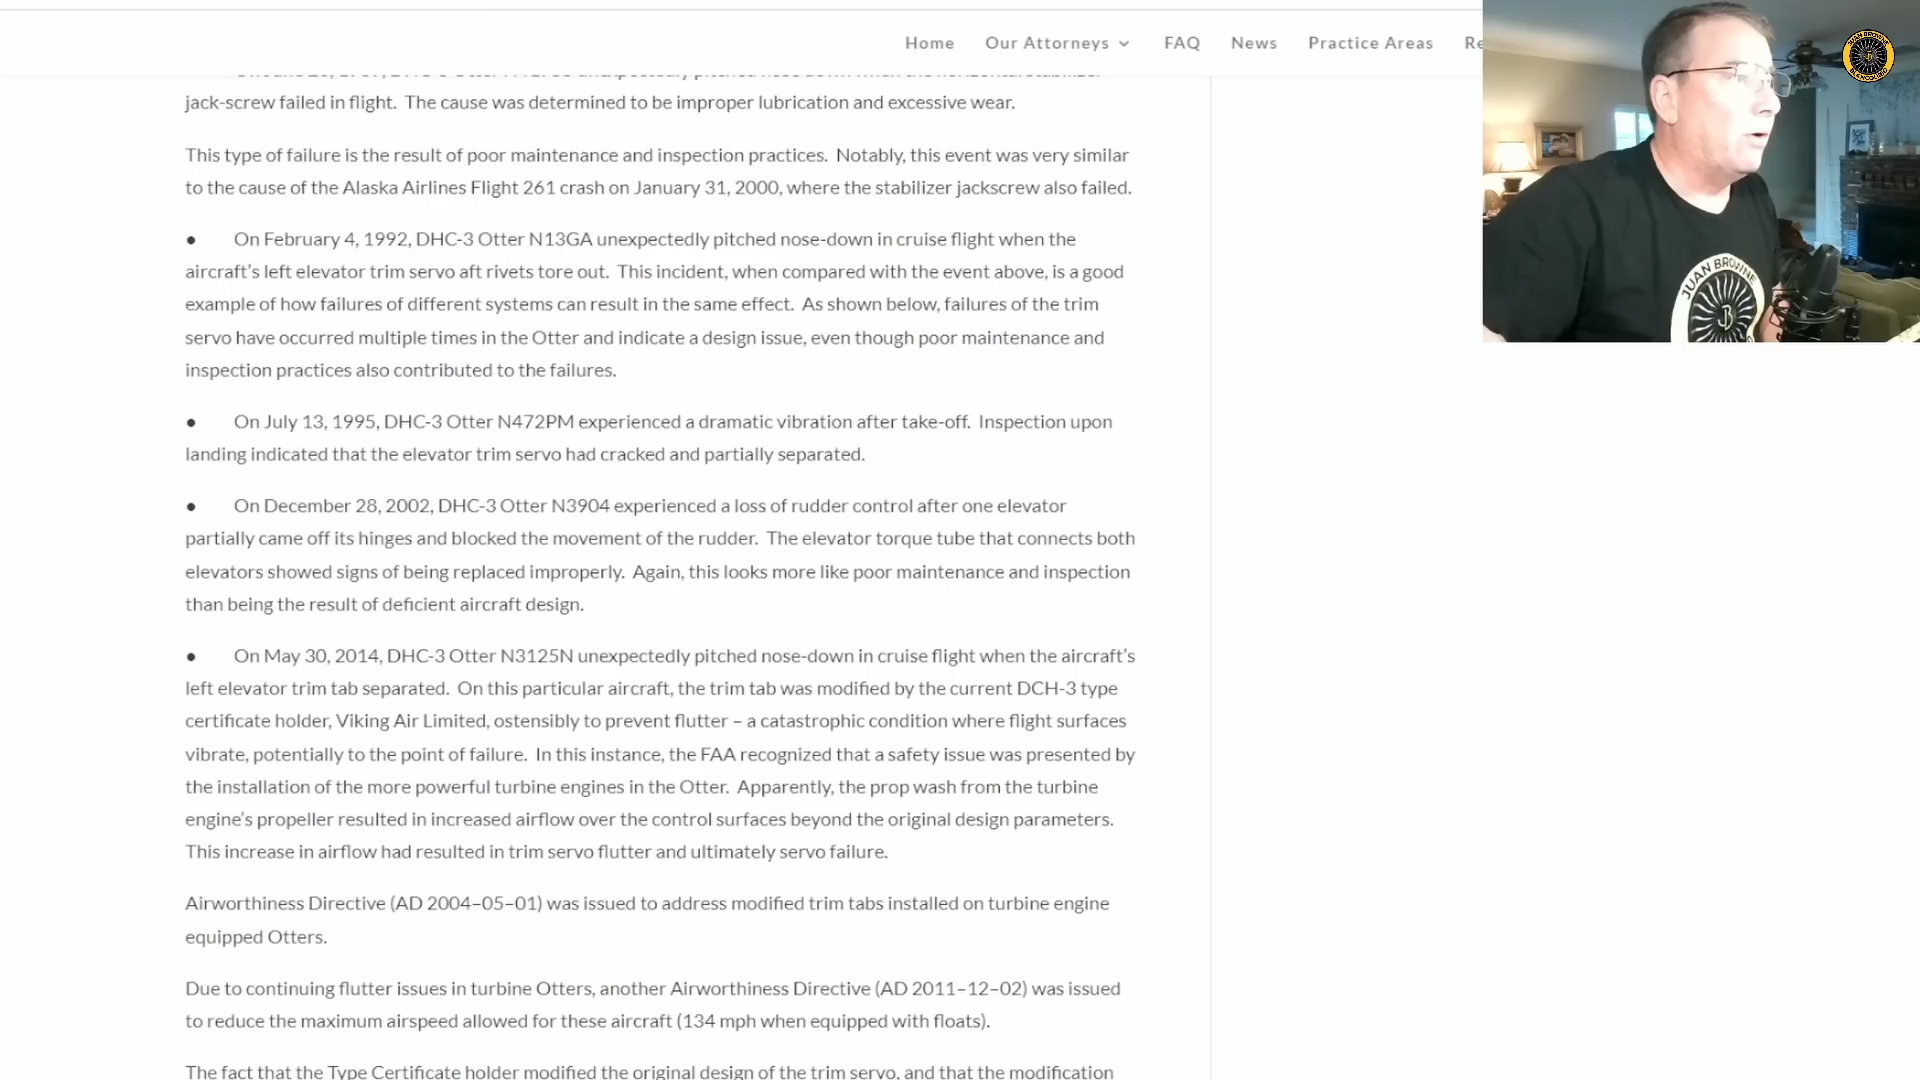 Home Our Attorneys FAQ News Practice Areas Re
jack-screw failed in flight. The cause was determined to be improper lubrication and excessive wear.
This type of failure is the result of poor maintenance and inspection practices. Notably, this event was very similar
to the cause of the Alaska Airlines Flight 261 crash on January 31, 2000, where the stabilizer jackscrew also failed.
● On February 4, 1992, DHC-3 Otter N13GA unexpectedly pitched nose-down in cruise flight when the
aircraft’s left elevator trim servo aft rivets tore out. This incident, when compared with the event above, is a good
example of how failures of different systems can result in the same effect. As shown below, failures of the trim
servo have occurred multiple times in the Otter and indicate a design issue, even though poor maintenance and
inspection practices also contributed to the failures.
● On July 13, 1995, DHC-3 Otter N472PM experienced a dramatic vibration after take-off. Inspection upon
landing indicated that the elevator trim servo had cracked and partially separated.
● On December 28, 2002, DHC-3 Otter N3904 experienced a loss of rudder control after one elevator
partially came off its hinges and blocked the movement of the rudder. The elevator torque tube that connects both
elevators showed signs of being replaced improperly. Again, this looks more like poor maintenance and inspection
than being the result of deficient aircraft design.
● On May 30, 2014, DHC-3 Otter N3125N unexpectedly pitched nose-down in cruise flight when the aircraft’s
left elevator trim tab separated. On this particular aircraft, the trim tab was modified by the current DCH-3 type
certificate holder, Viking Air Limited, ostensibly to prevent flutter – a catastrophic condition where flight surfaces
vibrate, potentially to the point of failure. In this instance, the FAA recognized that a safety issue was presented by
the installation of the more powerful turbine engines in the Otter. Apparently, the prop wash from the turbine
engine’s propeller resulted in increased airflow over the control surfaces beyond the original design parameters.
This increase in airflow had resulted in trim servo flutter and ultimately servo failure.
Airworthiness Directive (AD 2004–05–01) was issued to address modified trim tabs installed on turbine engine
equipped Otters.
Due to continuing flutter issues in turbine Otters, another Airworthiness Directive (AD 2011–12–02) was issued
to reduce the maximum airspeed allowed for these aircraft (134 mph when equipped with floats).
The fact that the Type Certificate holder modified the original design of the trim servo, and that the modification
JUAN BROWNE
JUAN BROWNE